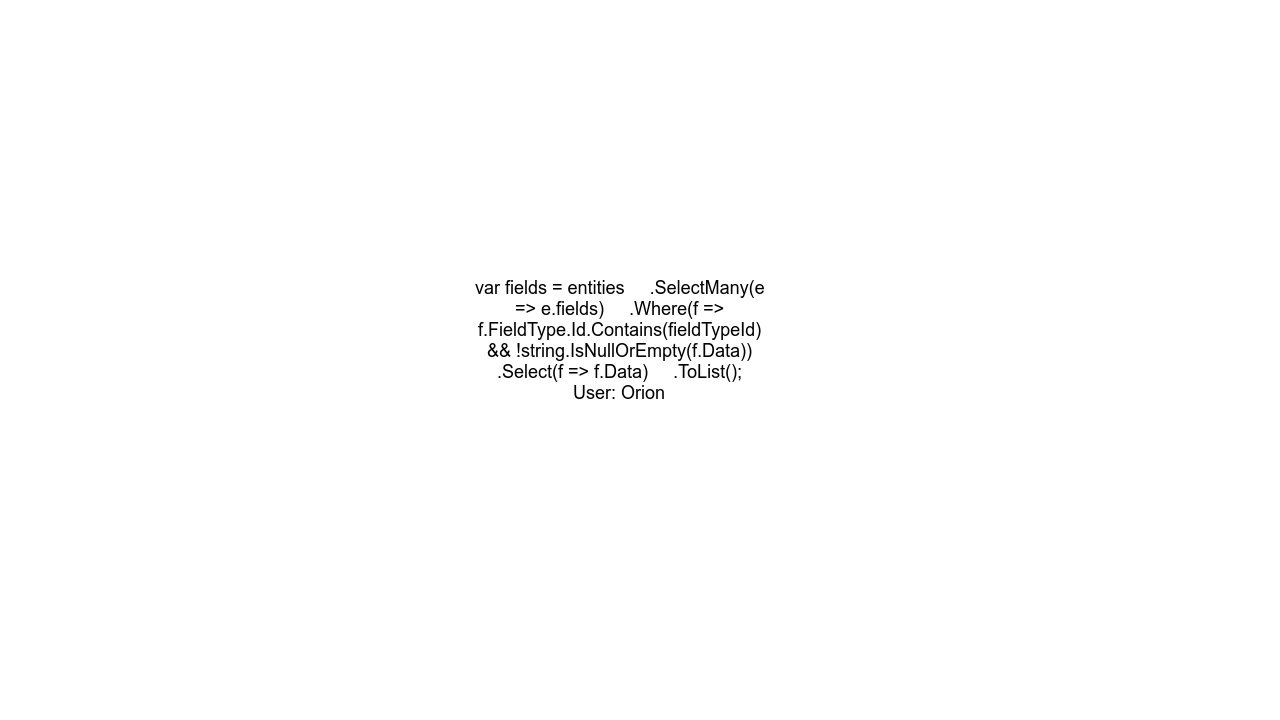 var fields = entities     .SelectMany(e
=> e.fields)     .Where(f =>
f.FieldType.Id.Contains(fieldTypeId)
&& !string.IsNullOrEmpty(f.Data))
.Select(f => f.Data)     .ToList();
User: Orion